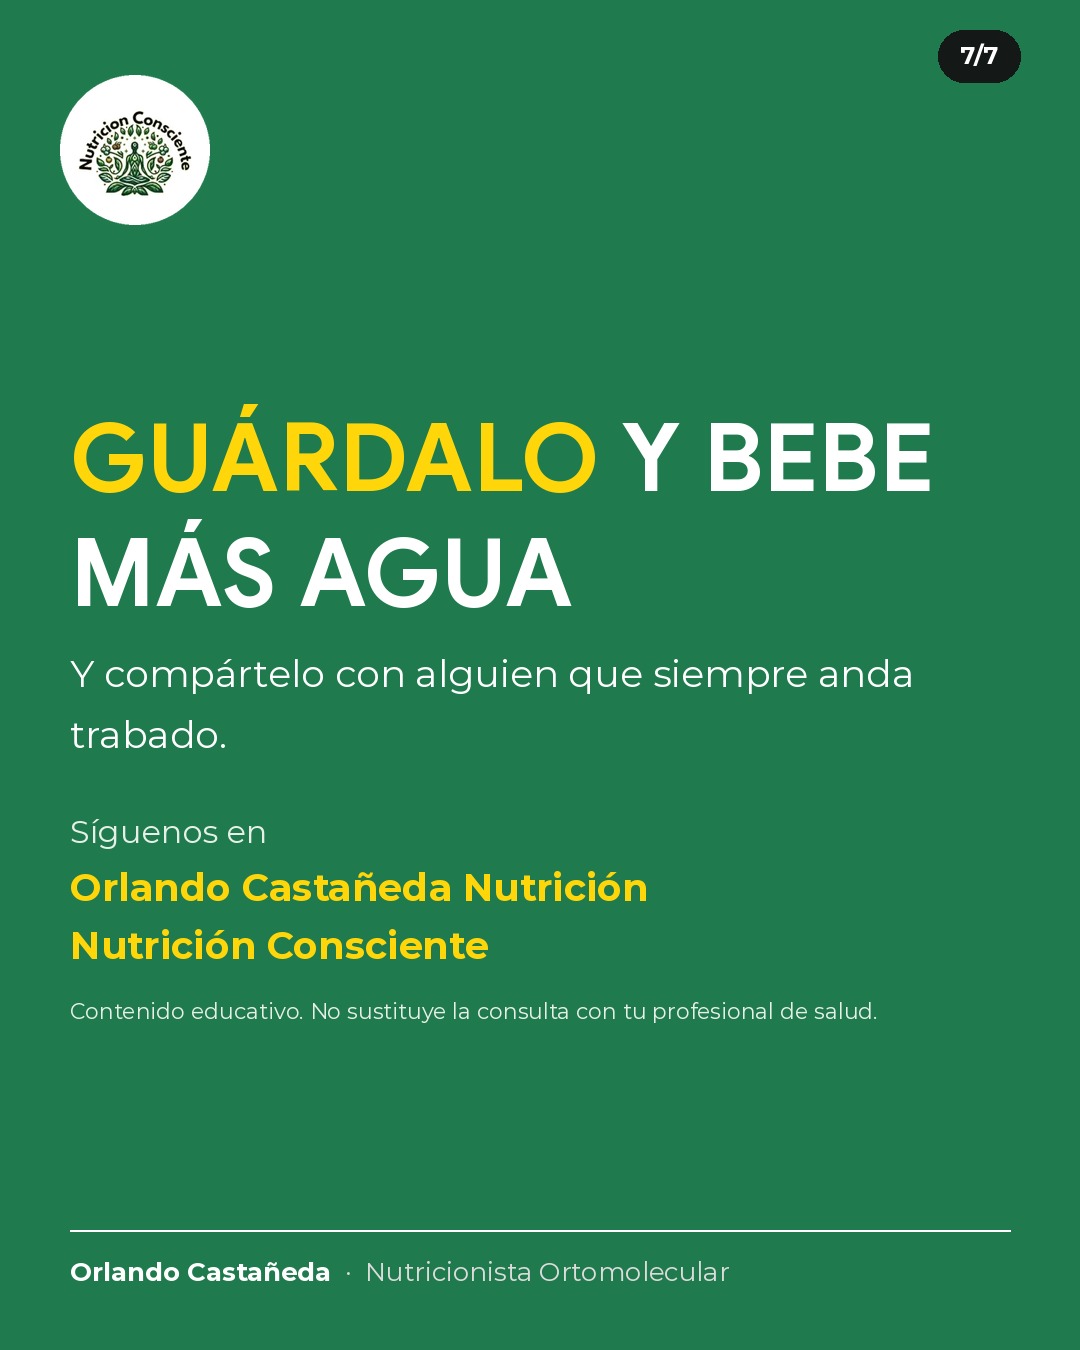 7/7
Nutricion Consciente
GUÁRDALO Y BEBE
MÁS AGUA
Y compártelo con alguien que siempre anda
trabado.
Síguenos en
Orlando Castañeda Nutrición
Nutrición Consciente
Contenido educativo. No sustituye la consulta con tu profesional de salud.
Orlando Castañeda · Nutricionista Ortomolecular